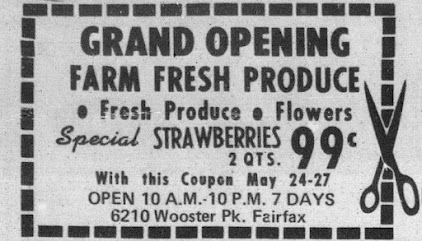 GRAND OPENING
FARM FRESH PRODUCE
• Fresh Produce • Flowers
Special STRAWBERRIES 99¢
2 QTS.
With this Coupon May 24-27
OPEN 10 A.M.-10 P.M. 7 DAYS
6210 Wooster Pk. Fairfax